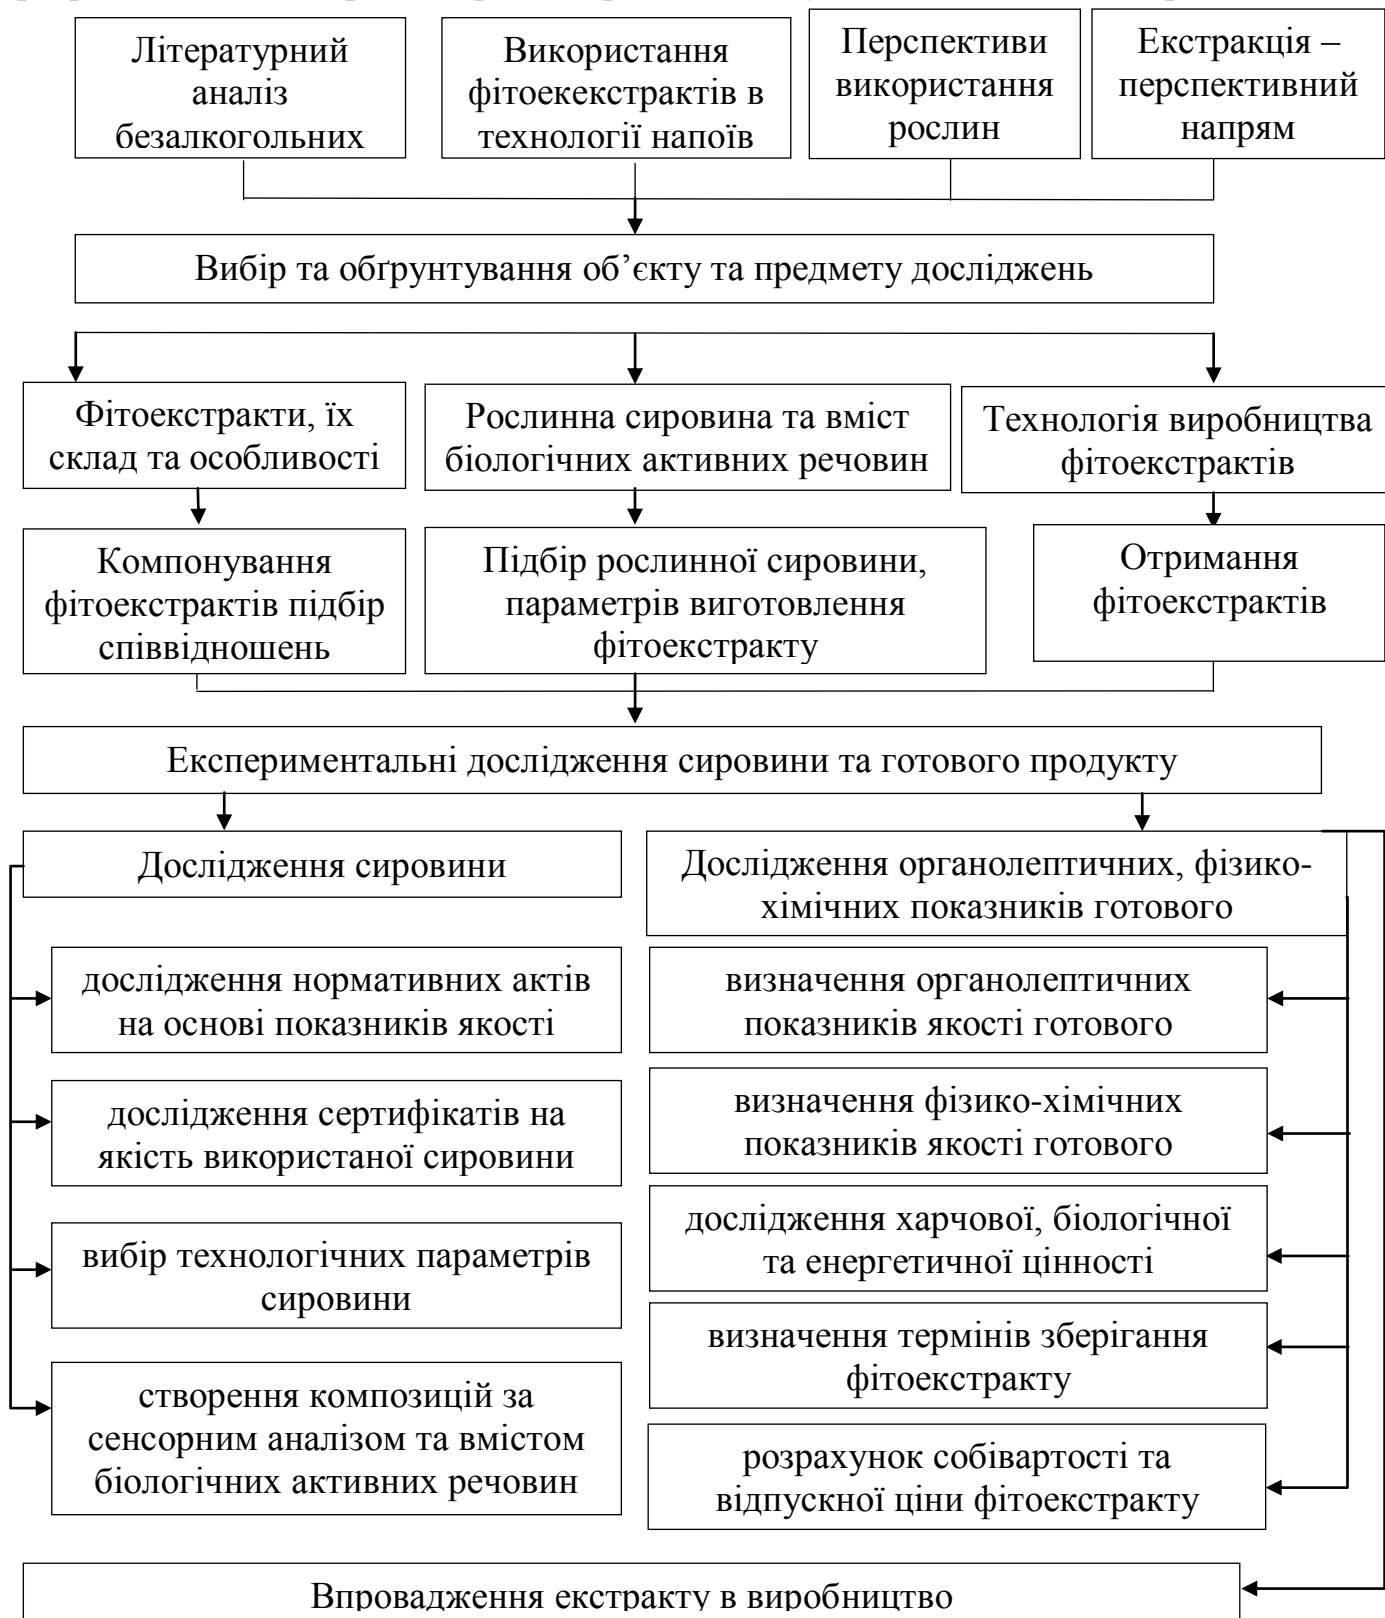 Літературний
аналіз
безалкогольних
Використання
фітоекекстрактів в
технології напоїв
Перспективи
використання
рослин
Екстракція –
перспективний
напрям
Вибір та обґрунтування об’єкту та предмету досліджень
Фітоекстракти, їх
склад та особливості
Рослинна сировина та вміст
біологічних активних речовин
Технологія виробництва
фітоекстрактів
Компонування
фітоекстрактів підбір
співвідношень
Підбір рослинної сировини,
параметрів виготовлення
фітоекстракту
Отримання
фітоекстрактів
Експериментальні дослідження сировини та готового продукту
Дослідження сировини
Дослідження органолептичних, фізико-
хімічних показників готового
дослідження нормативних актів
на основі показників якості
визначення органолептичних
показників якості готового
дослідження сертифікатів на
якість використаної сировини
визначення фізико-хімічних
показників якості готового
вибір технологічних параметрів
сировини
дослідження харчової, біологічної
та енергетичної цінності
визначення термінів зберігання
фітоекстракту
створення композицій за
сенсорним аналізом та вмістом
біологічних активних речовин
розрахунок собівартості та
відпускної ціни фітоекстракту
Впровадження екстракту в виробництво